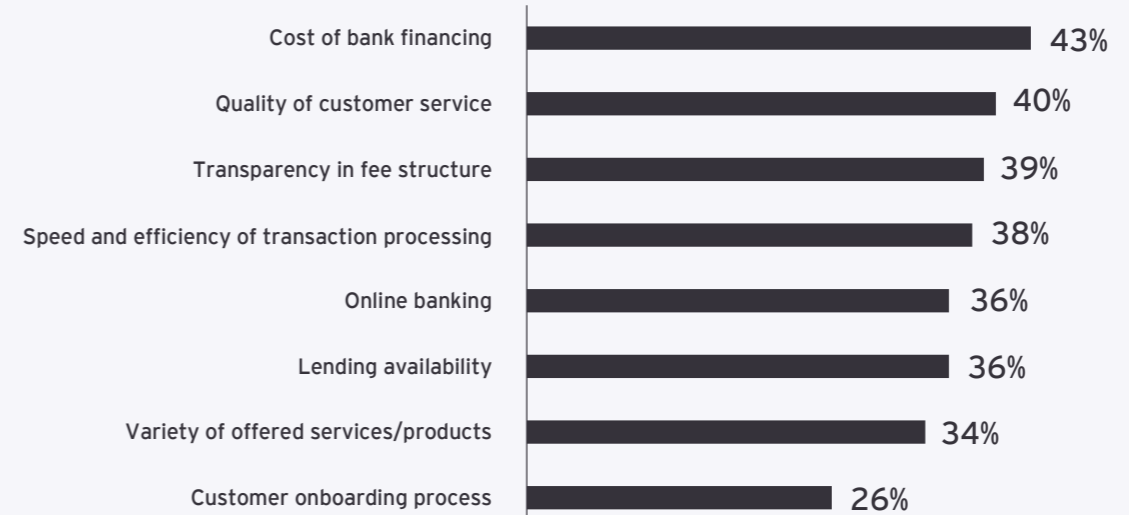 Cost of bank financing 43%
Quality of customer service 40%
Transparency in fee structure 39%
Speed and efficiency of transaction processing 38%
Online banking 36%
Lending availability 36%
Variety of offered services/products 34%
Customer onboarding process 26%